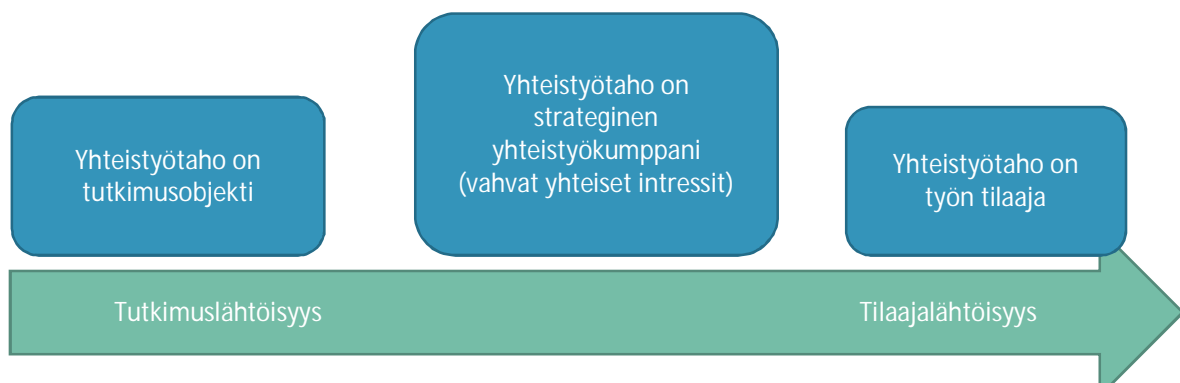 Yhteistyötaho on
tutkimusobjekti
Yhteistyötaho on
strateginen
yhteistyökumppani
(vahvat yhteiset intressit)
Yhteistyötaho on
työn tilaaja
Tutkimuslähtöisyys
Tilaajalähtöisyys